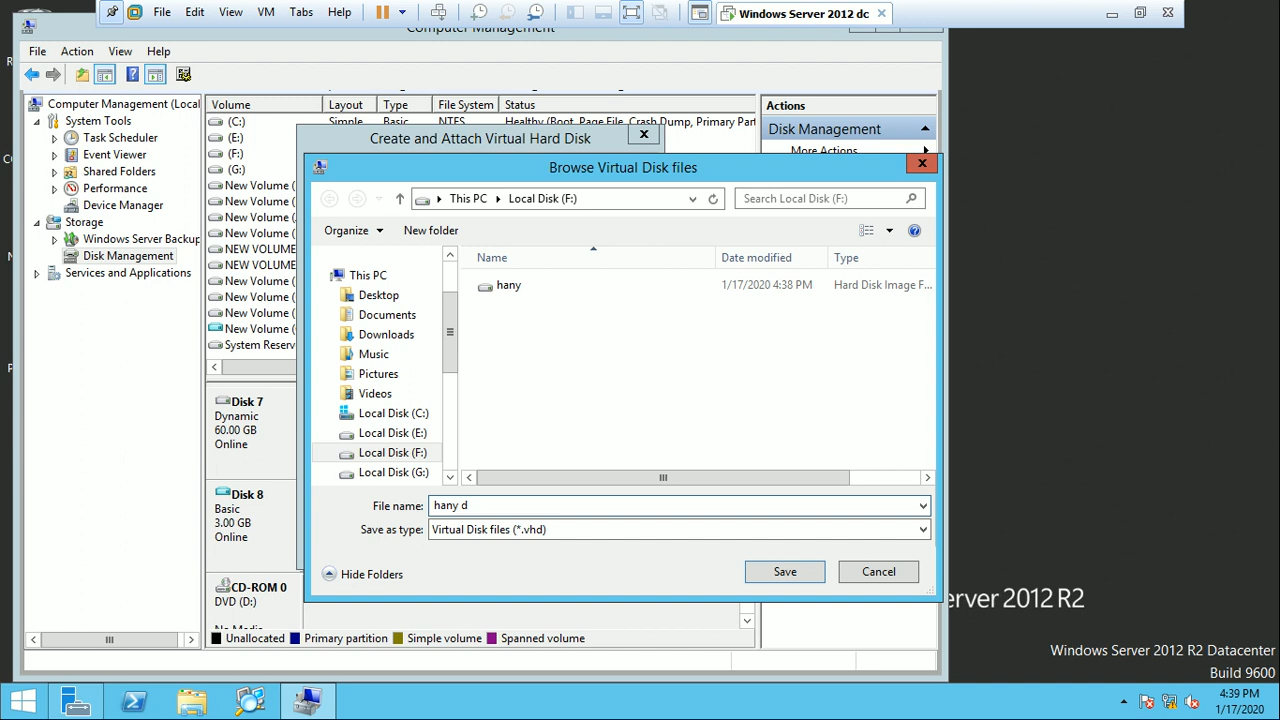 File Edit View VM Tabs Help
Windows Server 2012 dc
Computer Management
File Action View Help
Computer Management (Local
System Tools
Task Scheduler
Event Viewer
Shared Folders
Performance
Device Manager
Storage
Windows Server Backup
Disk Management
Services and Applications
Volume Layout Type File System Status
(C:) Simple Basic NTFS Healthy (Boot, Page File, Crash Dump, Primary Part
(E:)
(F:)
(G:)
New Volume (
New Volume (
New Volume (
New Volume (
NEW VOLUME
NEW VOLUME
New Volume (
New Volume (
New Volume (
New Volume (
System Reserv
Actions
Disk Management
More Actions
Create and Attach Virtual Hard Disk
Browse Virtual Disk files
This PC Local Disk (F:)
Search Local Disk (F:)
Organize New folder
Name Date modified Type
hany 1/17/2020 4:38 PM Hard Disk Image F...
This PC
Desktop
Documents
Downloads
Music
Pictures
Videos
Local Disk (C:)
Local Disk (E:)
Local Disk (F:)
Local Disk (G:)
File name: hany d
Save as type: Virtual Disk files (*.vhd)
Hide Folders Save Cancel
Disk 7
Dynamic
60.00 GB
Online
Disk 8
Basic
3.00 GB
Online
CD-ROM 0
DVD (D:)
No Media
Unallocated Primary partition Simple volume Spanned volume
erver 2012 R2
Windows Server 2012 R2 Datacenter
Build 9600
4:39 PM
1/17/2020